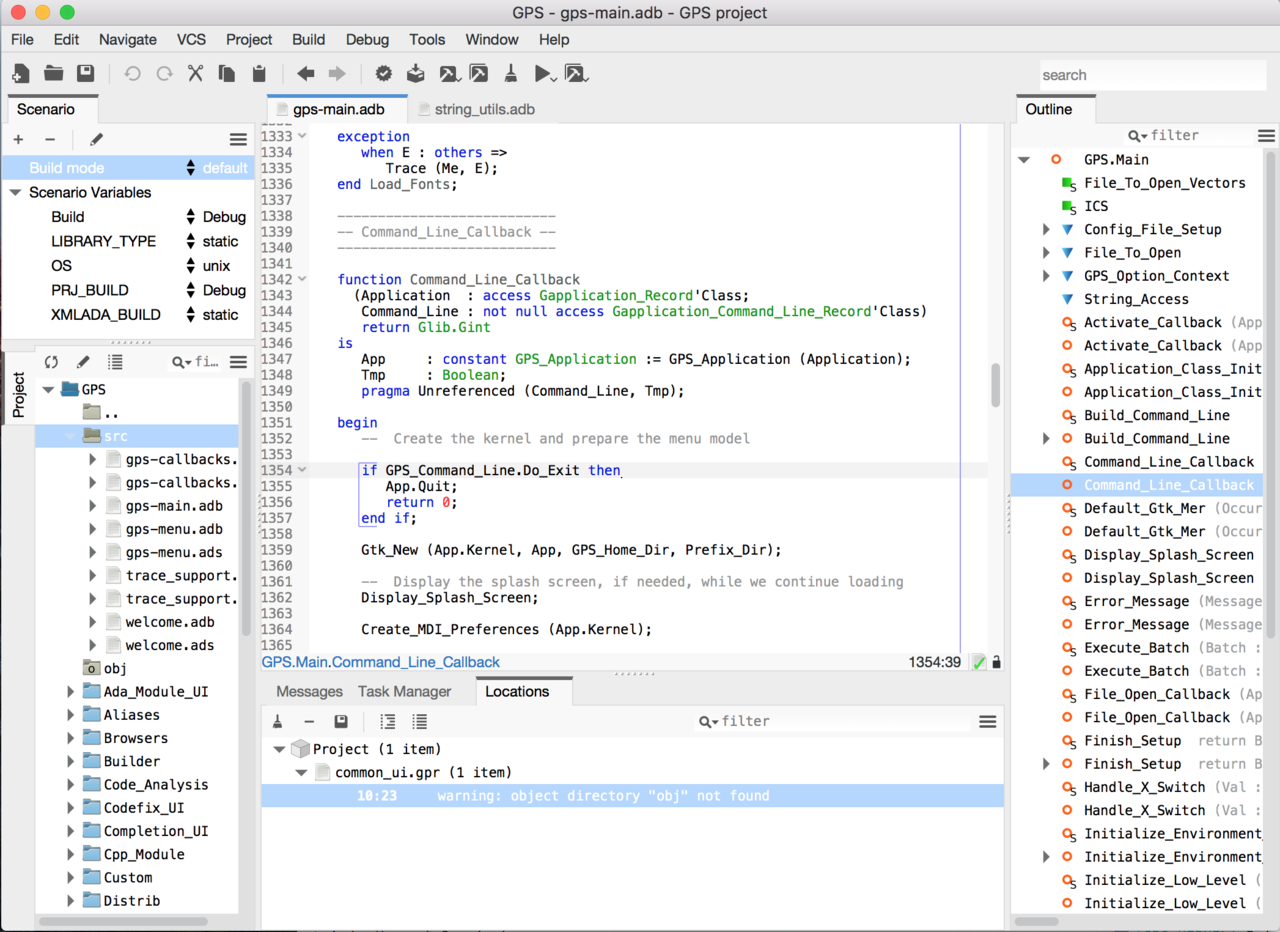 GPS - gps-main.adb - GPS project
File Edit Navigate VCS Project Build Debug Tools Window Help
search
Scenario
Build mode default
Scenario Variables
Build Debug
LIBRARY_TYPE static
OS unix
PRJ_BUILD Debug
XMLADA_BUILD static
Project
fi...
GPS
..
src
gps-callbacks.
gps-callbacks.
gps-main.adb
gps-menu.adb
gps-menu.ads
trace_support.
trace_support.
welcome.adb
welcome.ads
obj
Ada_Module_UI
Aliases
Browsers
Builder
Code_Analysis
Codefix_UI
Completion_UI
Cpp_Module
Custom
Distrib
gps-main.adb string_utils.adb
1333 exception
1334 when E : others =>
1335 Trace (Me, E);
1336 end Load_Fonts;
1337
1338 ---------------------------
1339 -- Command_Line_Callback --
1340 ---------------------------
1341
1342 function Command_Line_Callback
1343 (Application : access Gapplication_Record'Class;
1344 Command_Line : not null access Gapplication_Command_Line_Record'Class)
1345 return Glib.Gint
1346 is
1347 App : constant GPS_Application := GPS_Application (Application);
1348 Tmp : Boolean;
1349 pragma Unreferenced (Command_Line, Tmp);
1350
1351 begin
1352 -- Create the kernel and prepare the menu model
1353
1354 if GPS_Command_Line.Do_Exit then
1355 App.Quit;
1356 return 0;
1357 end if;
1358
1359 Gtk_New (App.Kernel, App, GPS_Home_Dir, Prefix_Dir);
1360
1361 -- Display the splash screen, if needed, while we continue loading
1362 Display_Splash_Screen;
1363
1364 Create_MDI_Preferences (App.Kernel);
1365
GPS.Main.Command_Line_Callback 1354:39
Messages Task Manager Locations
filter
Project (1 item)
common_ui.gpr (1 item)
10:23 warning: object directory "obj" not found
Outline
filter
GPS.Main
File_To_Open_Vectors
ICS
Config_File_Setup
File_To_Open
GPS_Option_Context
String_Access
Activate_Callback (App
Activate_Callback (App
Application_Class_Init
Application_Class_Init
Build_Command_Line
Build_Command_Line
Command_Line_Callback
Command_Line_Callback
Default_Gtk_Mer (Occur
Default_Gtk_Mer (Occur
Display_Splash_Screen
Display_Splash_Screen
Error_Message (Message
Error_Message (Message
Execute_Batch (Batch :
Execute_Batch (Batch :
File_Open_Callback (Ap
File_Open_Callback (Ap
Finish_Setup return B
Finish_Setup return B
Handle_X_Switch (Val :
Handle_X_Switch (Val :
Initialize_Environment_
Initialize_Environment_
Initialize_Low_Level (
Initialize_Low_Level (